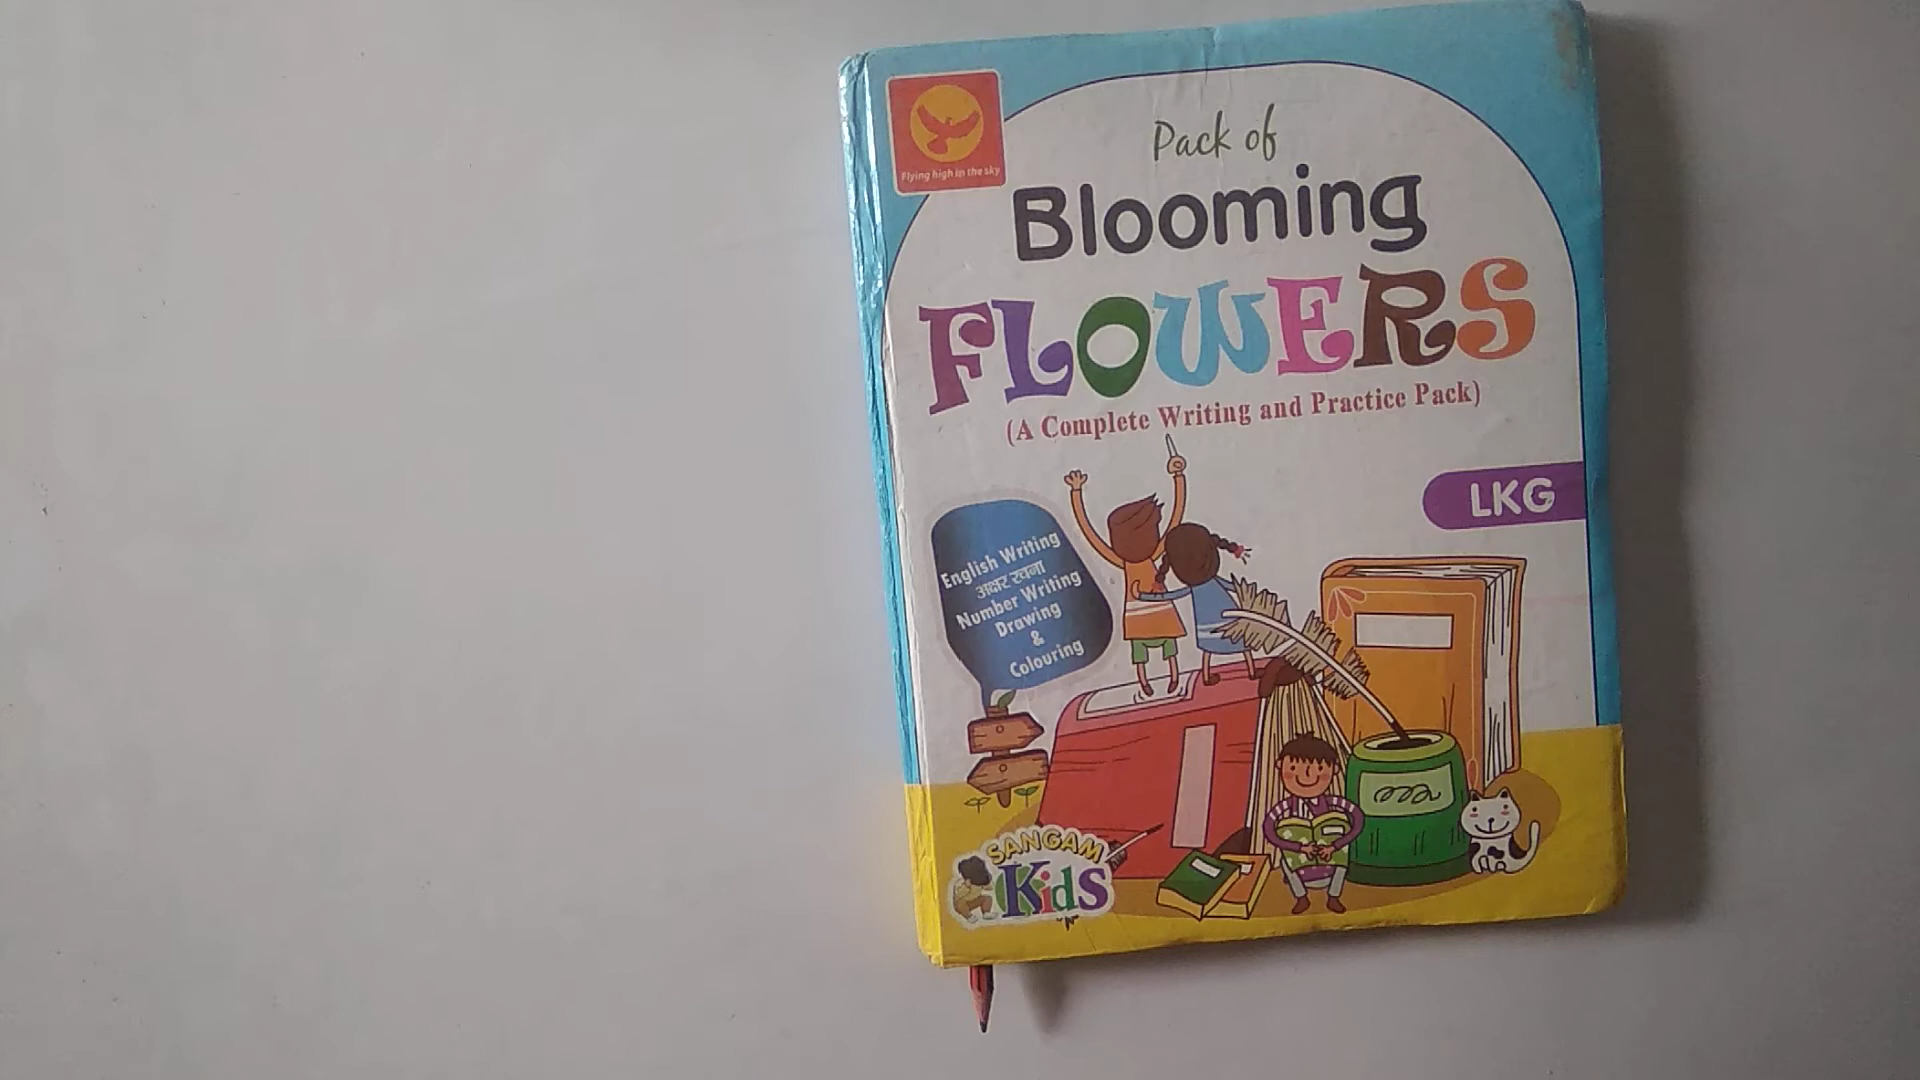 Flying high in the sky
Pack of
Blooming
FLOWERS
(A Complete Writing and Practice Pack)
LKG
English Writing
अक्षर रचना
Number Writing
Drawing
&
Colouring
SANGAM
Kids